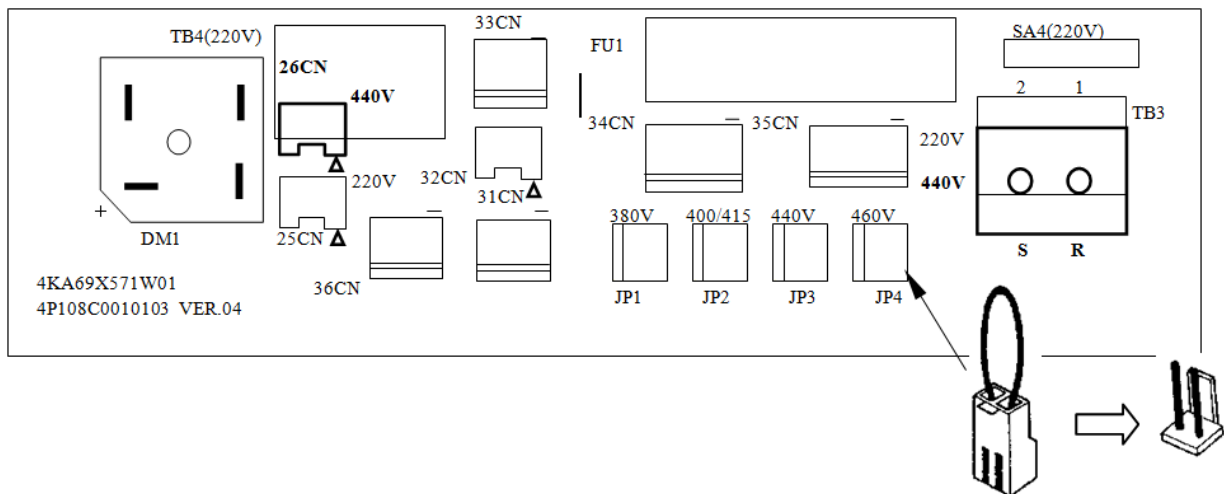 33CN
TB4(220V)
FU1
SA4(220V)
26CN
440V
2 1
TB3
34CN
35CN
220V
32CN
220V
440V
31CN
+
DM1
25CN
380V 400/415 440V 460V
S R
4KA69X571W01
36CN
JP1 JP2 JP3 JP4
4P108C0010103 VER.04